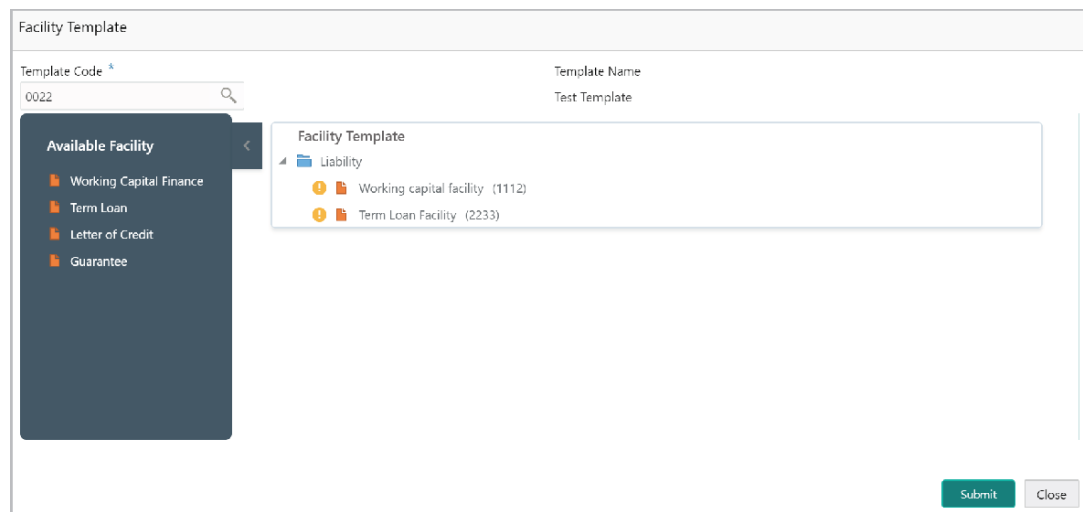 Facility Template
Template Code *
Template Name
0022
Test Template
Available Facility
Working Capital Finance
Term Loan
Letter of Credit
Guarantee
Facility Template
Liability
Working capital facility (1112)
Term Loan Facility (2233)
Submit
Close